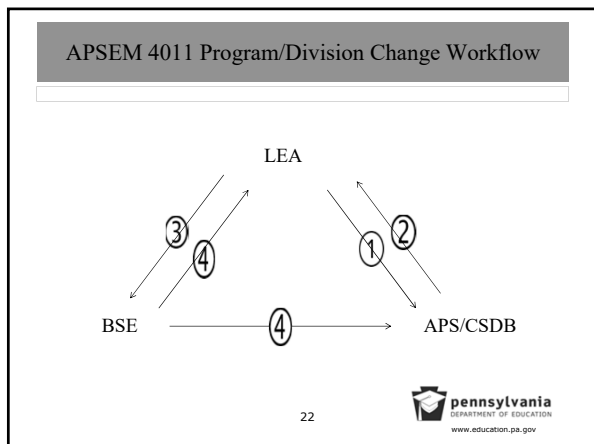 APSEM 4011 Program/Division Change Workflow
LEA
3
4
1
2
BSE
4
APS/CSDB
22
pennsylvania
DEPARTMENT OF EDUCATION
www.education.pa.gov